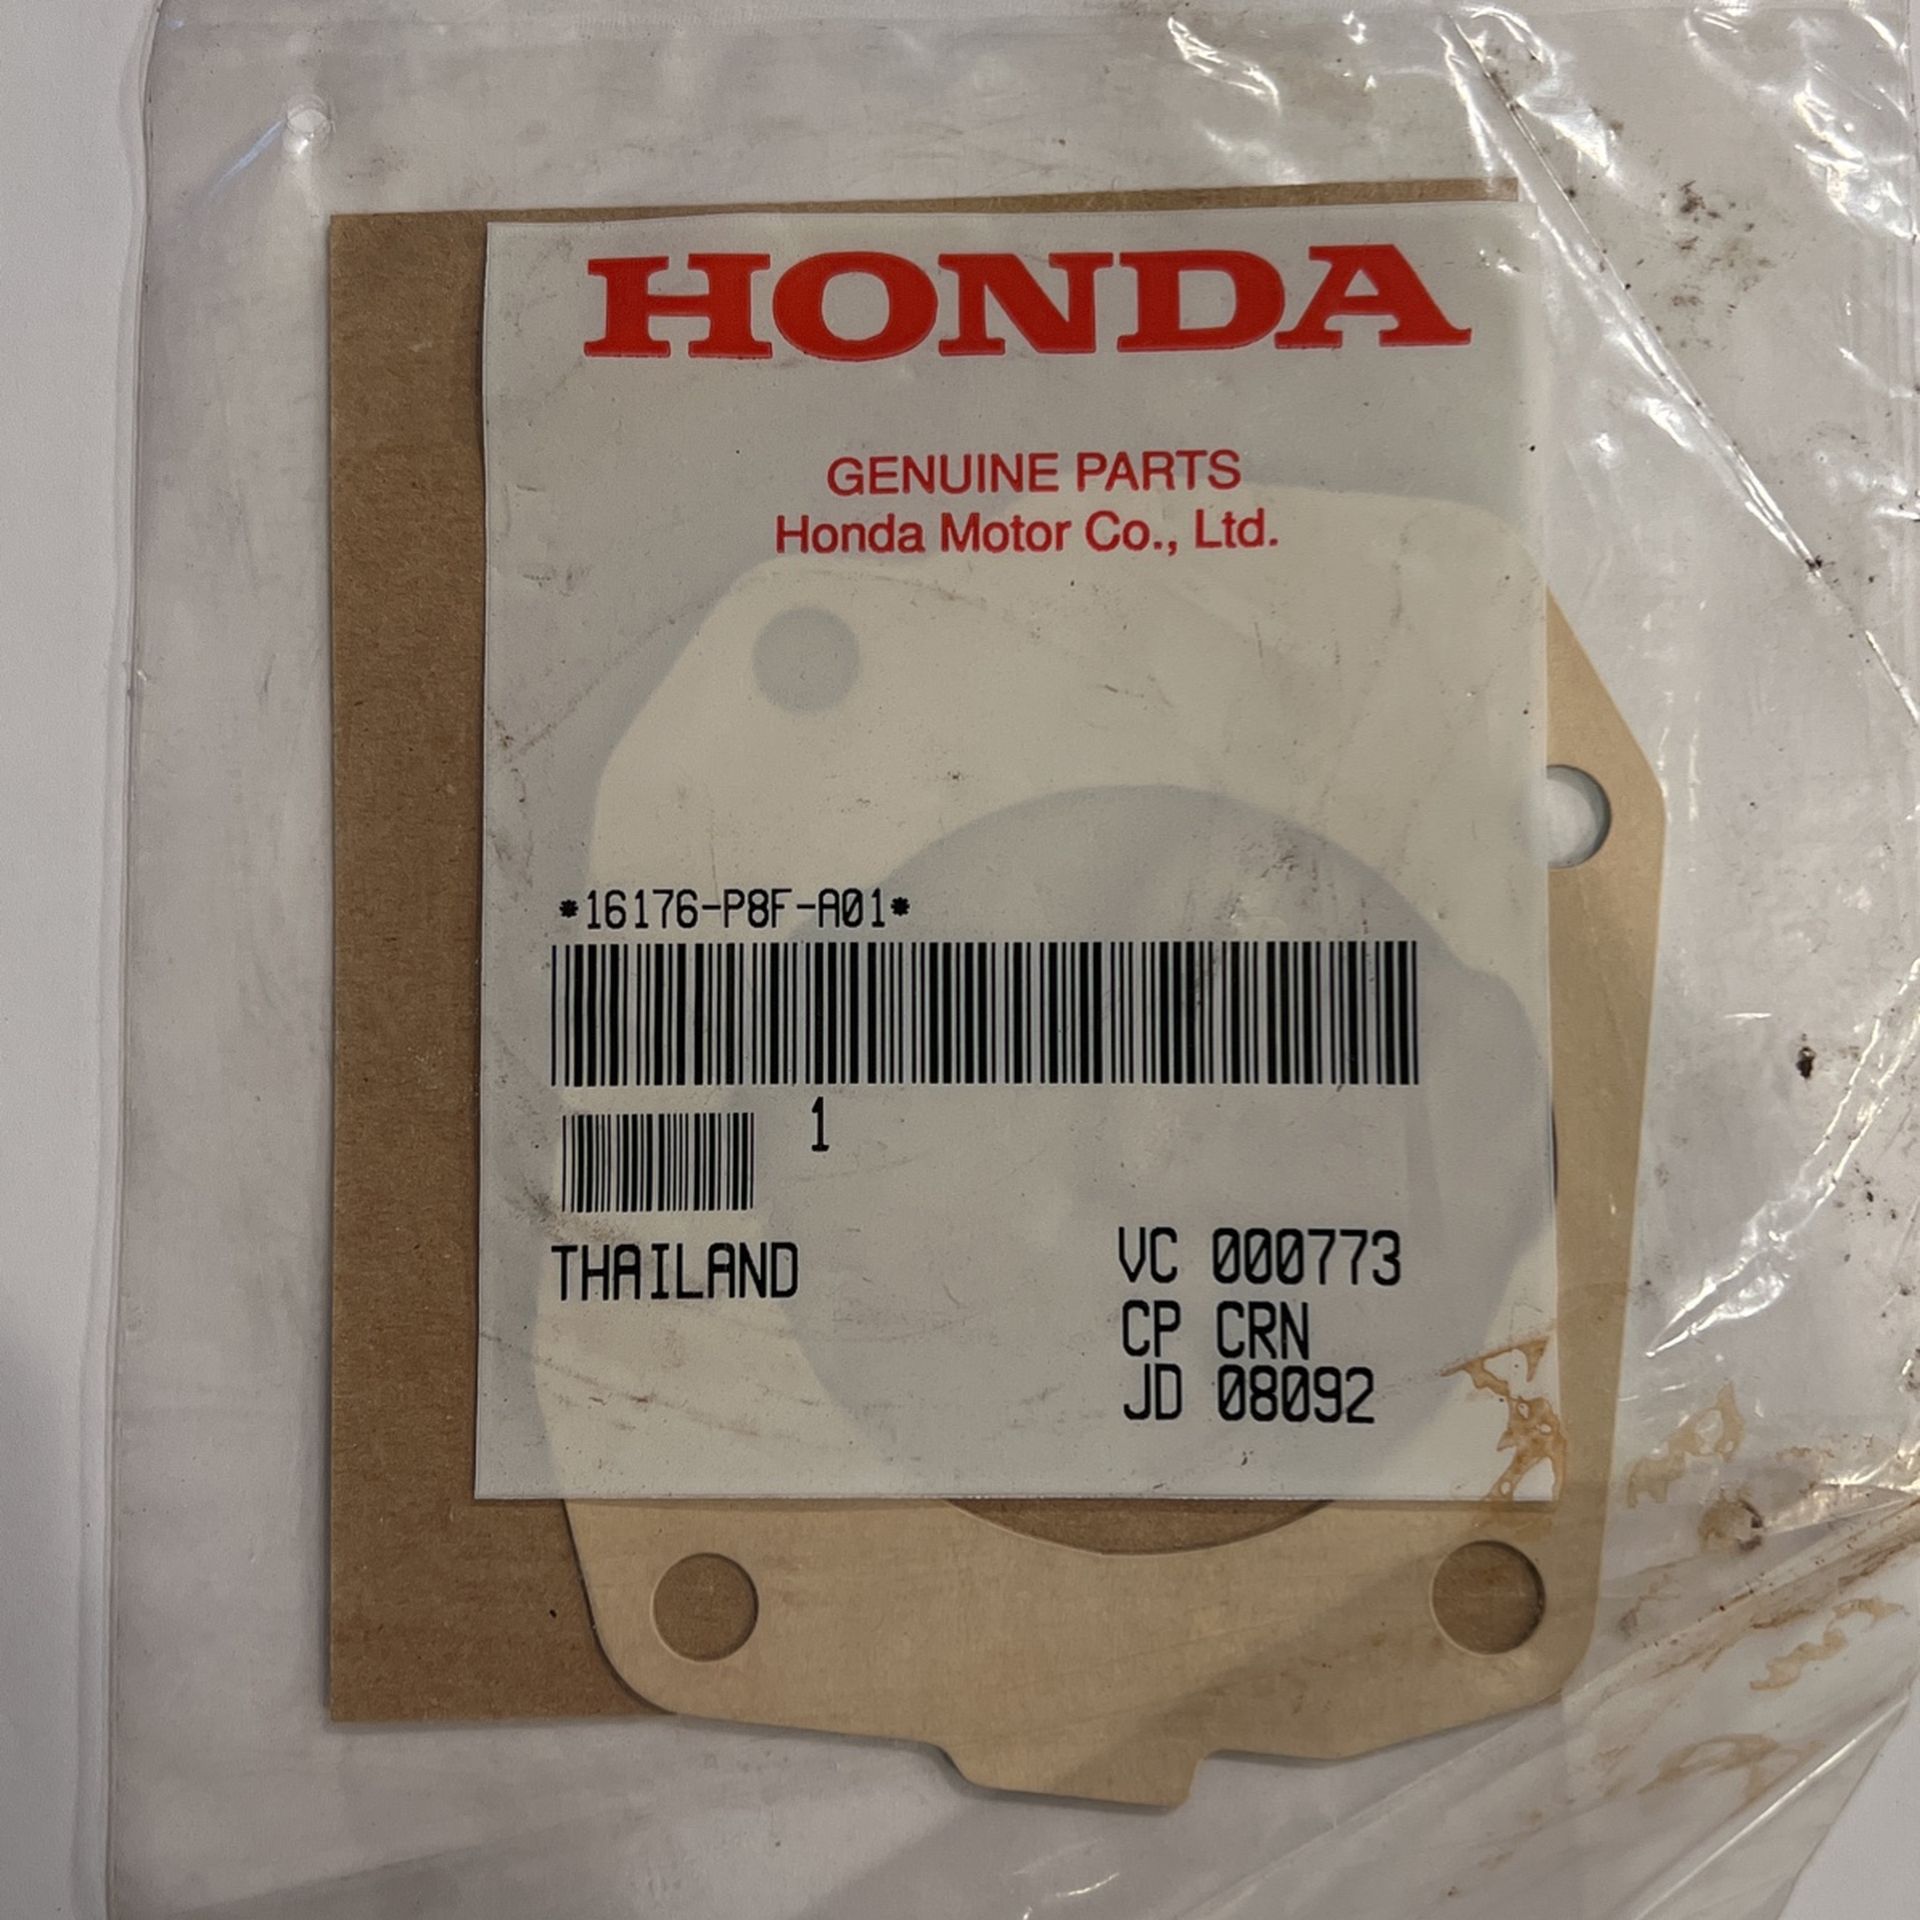 HONDA
GENUINE PARTS
Honda Motor Co., Ltd.
*16176-P8F-A01*
1
THAILAND
VC 000773
CP CRN
JD 08092